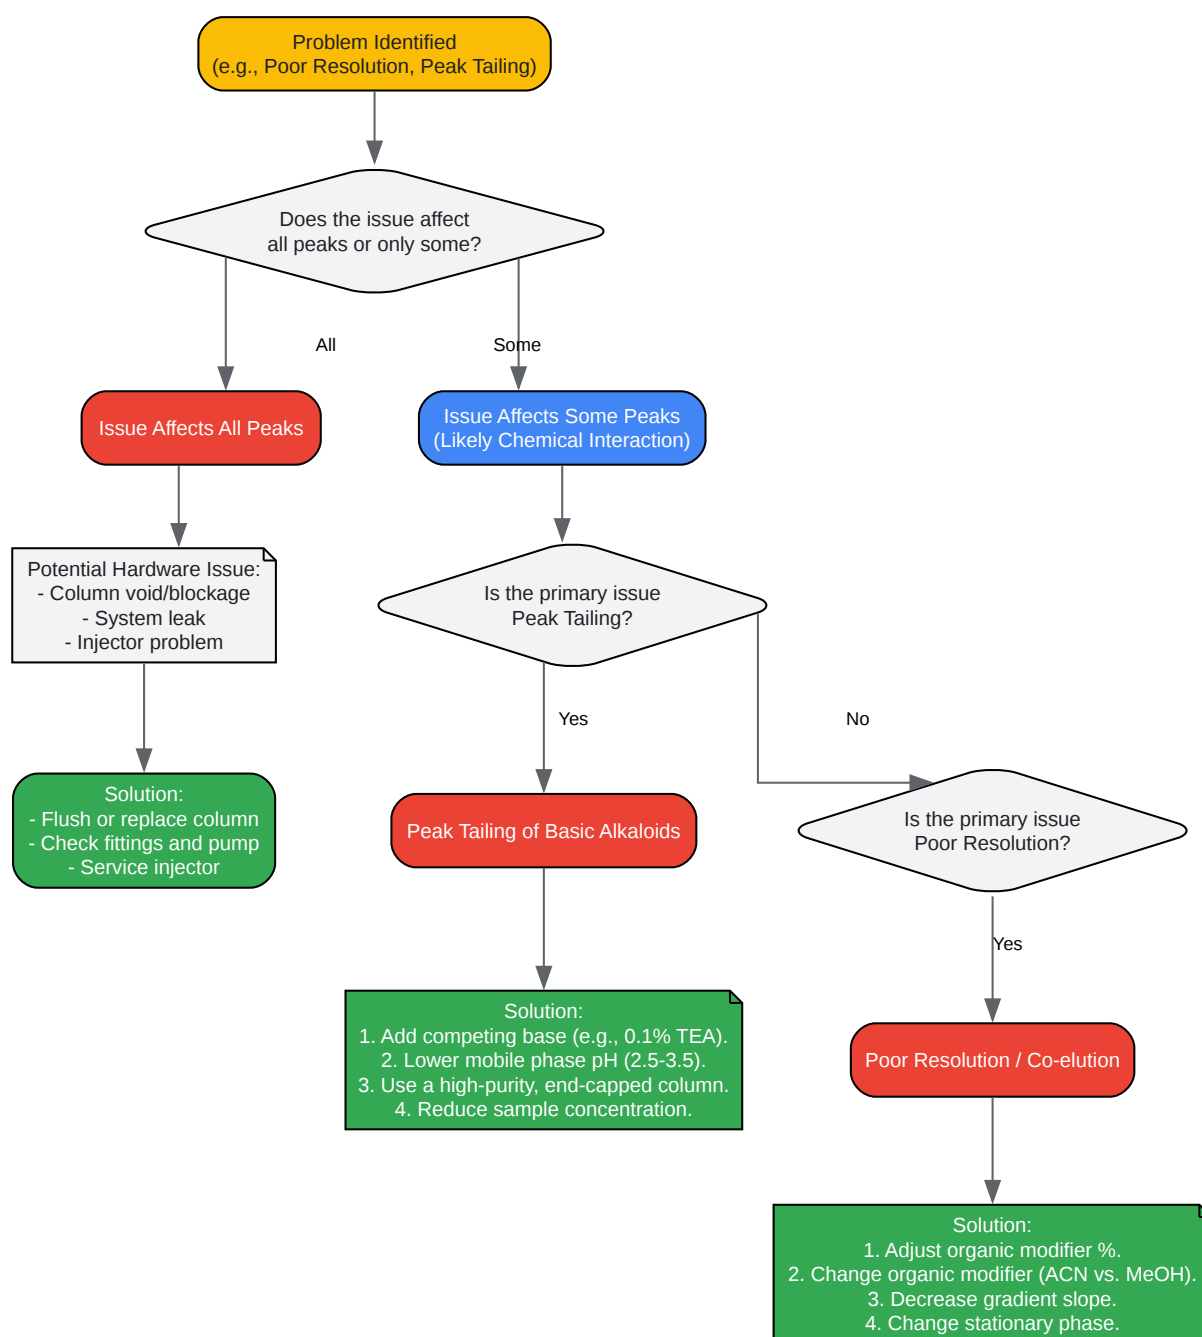 Problem Identified
(e.g., Poor Resolution, Peak Tailing)
Does the issue affect
all peaks or only some?
All
Some
Issue Affects All Peaks
Issue Affects Some Peaks
(Likely Chemical Interaction)
Potential Hardware Issue:
- Column void/blockage
- System leak
- Injector problem
Is the primary issue
Peak Tailing?
Yes
No
Solution:
- Flush or replace column
- Check fittings and pump
- Service injector
Peak Tailing of Basic Alkaloids
Is the primary issue
Poor Resolution?
Yes
Solution:
1. Add competing base (e.g., 0.1% TEA).
2. Lower mobile phase pH (2.5-3.5).
3. Use a high-purity, end-capped column.
4. Reduce sample concentration.
Poor Resolution / Co-elution
Solution:
1. Adjust organic modifier %.
2. Change organic modifier (ACN vs. MeOH).
3. Decrease gradient slope.
4. Change stationary phase.